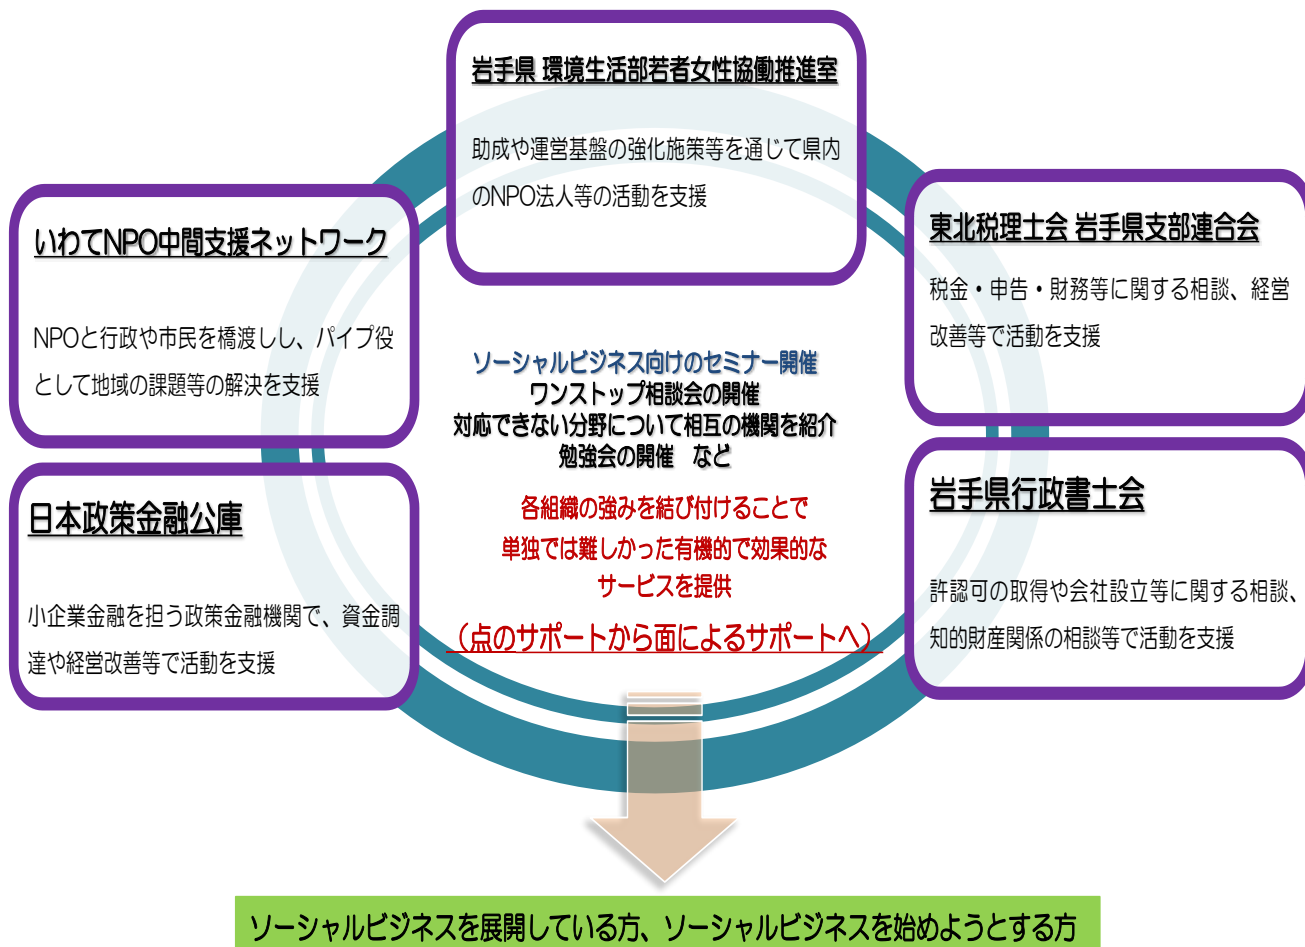 岩手県 環境生活部若者女性協働推進室
助成や運営基盤の強化施策等を通じて県内
のNPO法人等の活動を支援
いわてNPO中間支援ネットワーク
NPOと行政や市民を橋渡しし、パイプ役
として地域の課題等の解決を支援
東北税理士会 岩手県支部連合会
税金・申告・財務等に関する相談、経営
改善等で活動を支援
ソーシャルビジネス向けのセミナー開催
ワンストップ相談会の開催
対応できない分野について相互の機関を紹介
勉強会の開催　など
各組織の強みを結び付けることで
単独では難しかった有機的で効果的な
サービスを提供
（点のサポートから面によるサポートへ）
日本政策金融公庫
小企業金融を担う政策金融機関で、資金調
達や経営改善等で活動を支援
岩手県行政書士会
許認可の取得や会社設立等に関する相談、
知的財産関係の相談等で活動を支援
ソーシャルビジネスを展開している方、ソーシャルビジネスを始めようとする方